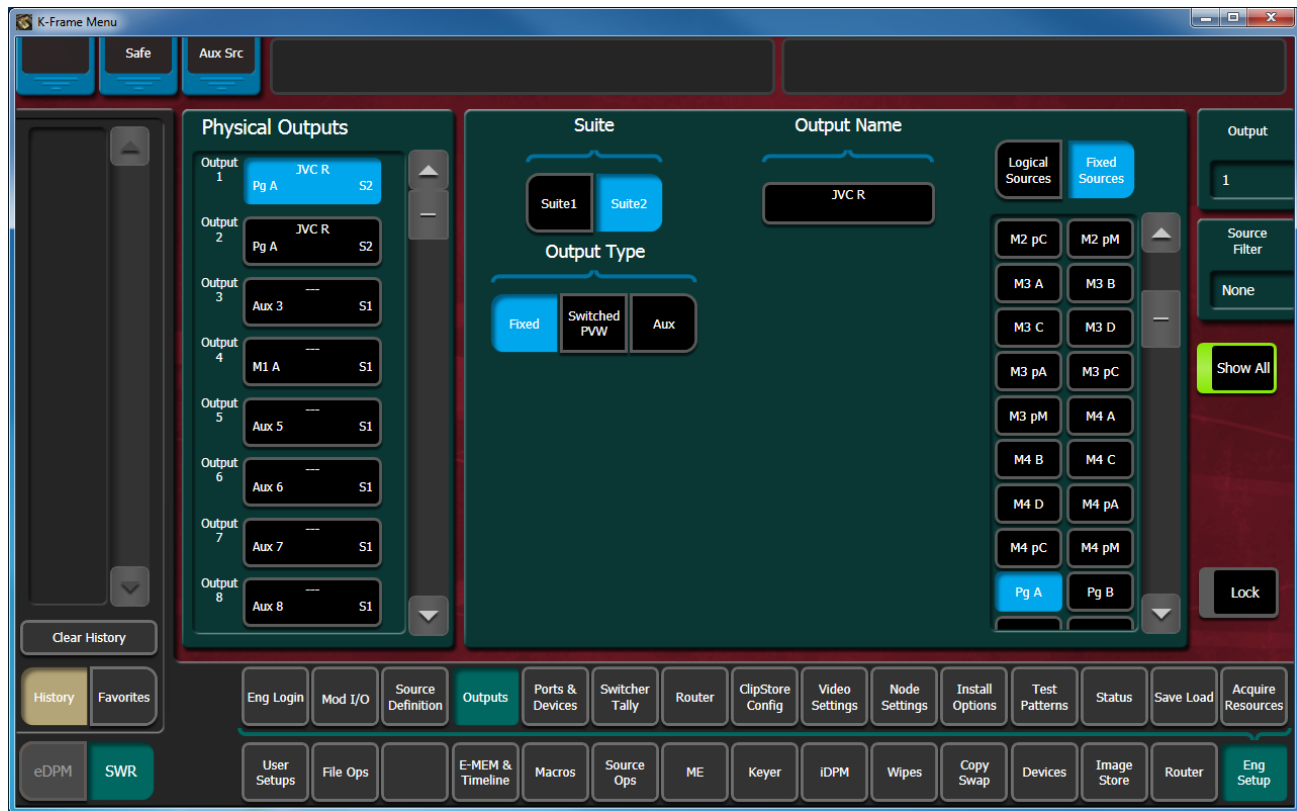 K-Frame Menu
Safe
Aux Src
Physical Outputs
Output 1
JVC R
Pg A S2
Output 2
JVC R
Pg A S2
Output 3
---
Aux 3 S1
Output 4
---
M1 A S1
Output 5
---
Aux 5 S1
Output 6
---
Aux 6 S1
Output 7
---
Aux 7 S1
Output 8
---
Aux 8 S1
Suite
Suite1 Suite2
Output Type
Fixed
Switched PVW
Aux
Output Name
JVC R
Logical Sources
Fixed Sources
M2 pC M2 pM
M3 A M3 B
M3 C M3 D
M3 pA M3 pC
M3 pM M4 A
M4 B M4 C
M4 D M4 pA
M4 pC M4 pM
Pg A Pg B
Output
1
Source Filter
None
Show All
Lock
Clear History
History Favorites
Eng Login
Mod I/O
Source Definition
Outputs
Ports & Devices
Switcher Tally
Router
ClipStore Config
Video Settings
Node Settings
Install Options
Test Patterns
Status
Save Load
Acquire Resources
eDPM SWR
User Setups
File Ops
E-MEM & Timeline
Macros
Source Ops
ME
Keyer
iDPM
Wipes
Copy Swap
Devices
Image Store
Router
Eng Setup